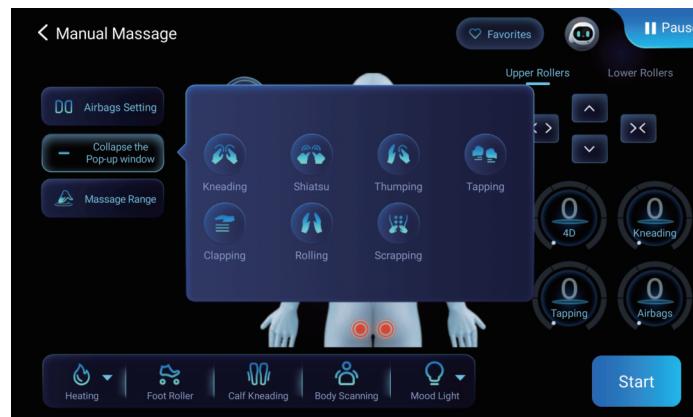 Manual Massage
Favorites
Paus
Upper Rollers
Lower Rollers
Airbags Setting
Collapse the
Pop-up window
Massage Range
Kneading
Shiatsu
Thumping
Tapping
Clapping
Rolling
Scrapping
0
4D
0
Kneading
0
Tapping
0
Airbags
Heating
Foot Roller
Calf Kneading
Body Scanning
Mood Light
Start